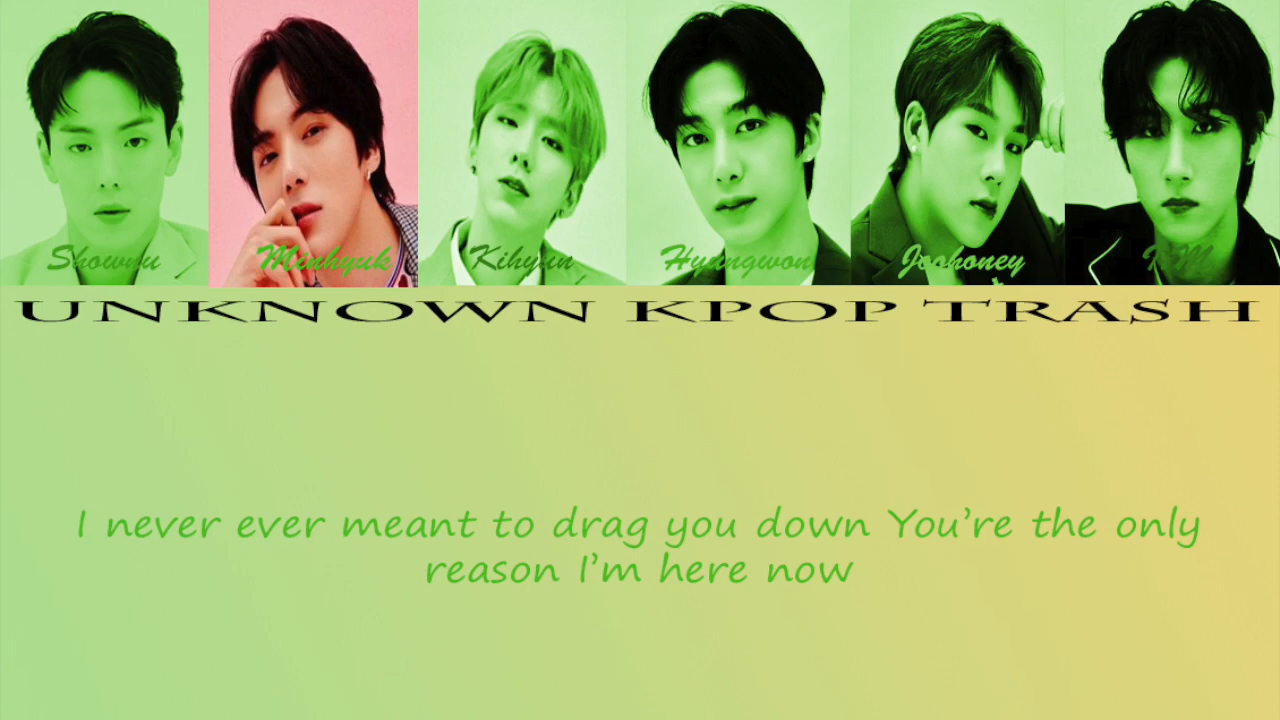 Shownu Minhyuk Kihyun Hyungwon Joohoney I.M
UNKNOWN KPOP TRASH
I never ever meant to drag you down You’re the only
reason I’m here now